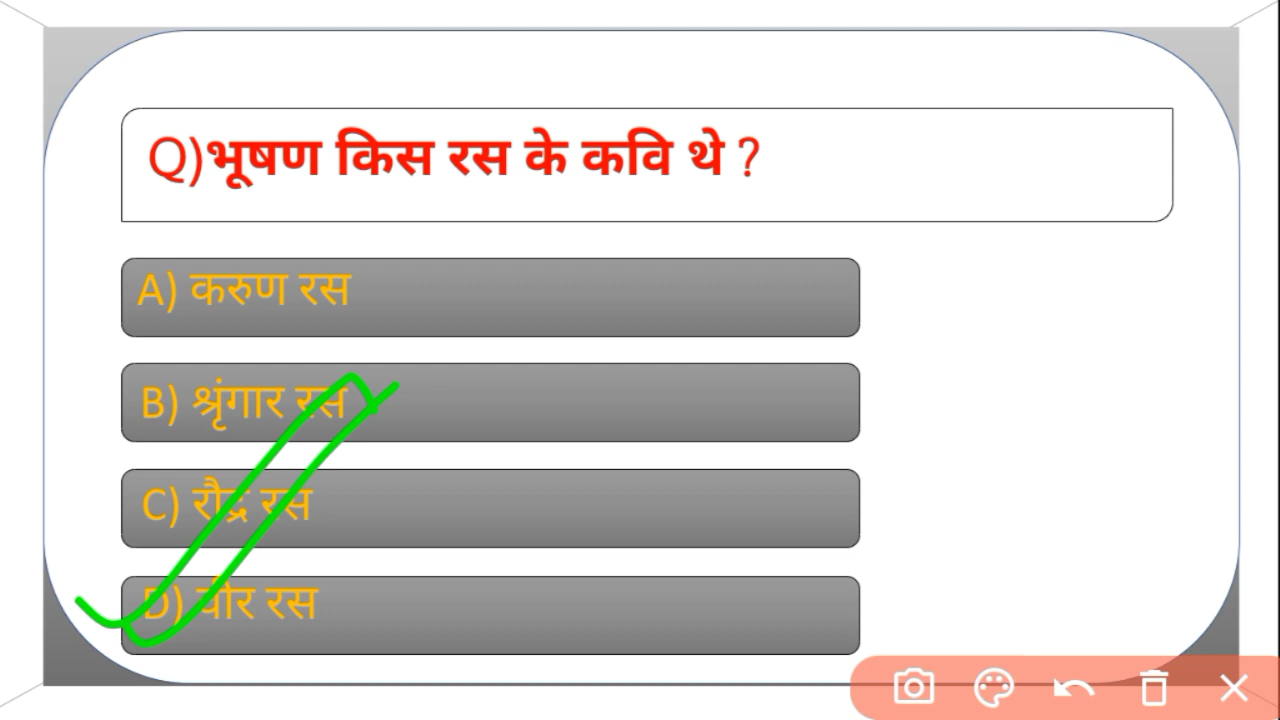 Q)भूषण किस रस के कवि थे ?
A) करुण रस
B) श्रृंगार रस
C) रौद्र रस
D) वीर रस